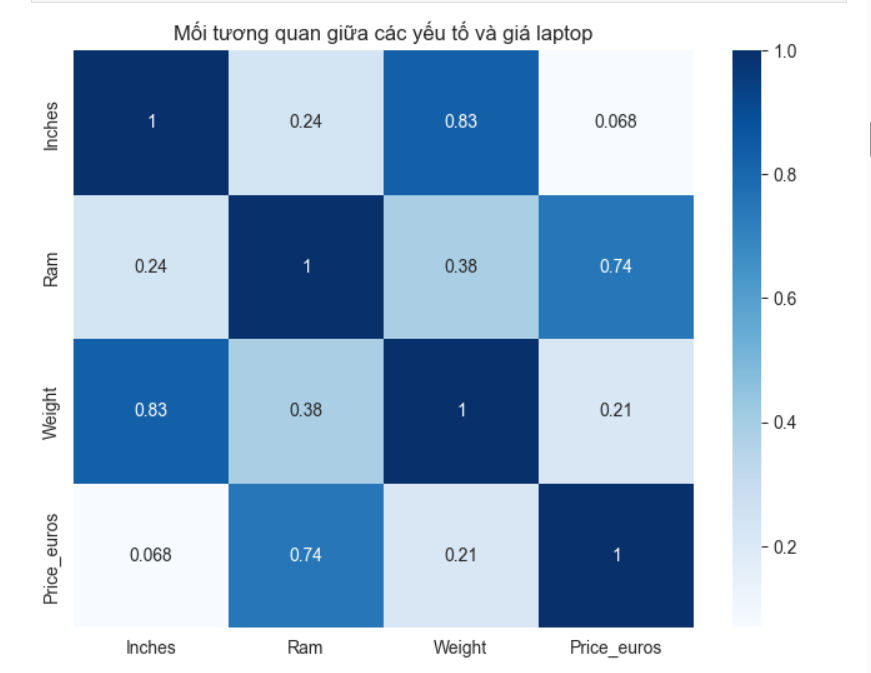 Mối tương quan giữa các yếu tố và giá laptop
Inches 1 0.24 0.83 0.068
Ram 0.24 1 0.38 0.74
Weight 0.83 0.38 1 0.21
Price_euros 0.068 0.74 0.21 1
Inches Ram Weight Price_euros
1.0
0.8
0.6
0.4
0.2